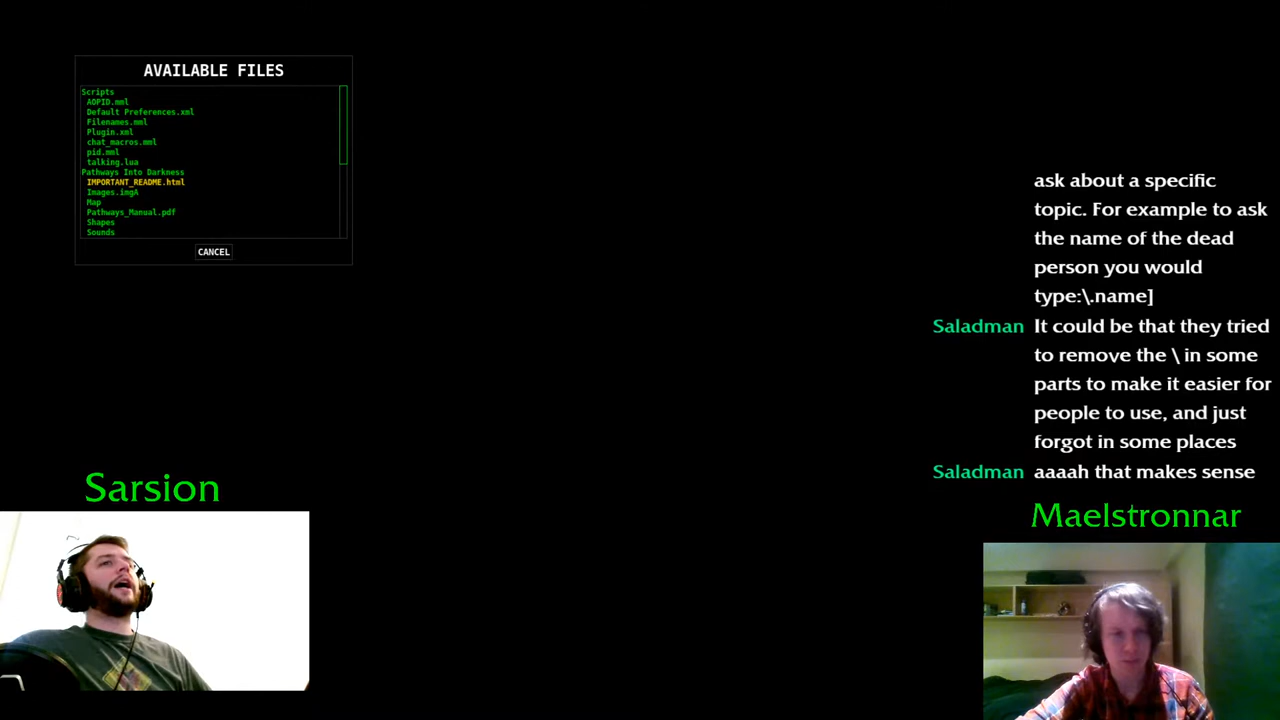 AVAILABLE FILES
Scripts
AOPID.mml
Default Preferences.xml
Filenames.mml
Plugin.xml
chat_macros.mml
pid.mml
talking.lua
Pathways Into Darkness
IMPORTANT_README.html
Images.imgA
Map
Pathways_Manual.pdf
Shapes
Sounds
CANCEL
ask about a specific
topic. For example to ask
the name of the dead
person you would
type:\.name]
Saladman It could be that they tried
to remove the \ in some
parts to make it easier for
people to use, and just
forgot in some places
Saladman aaaah that makes sense
Sarsion
Maelstronnar